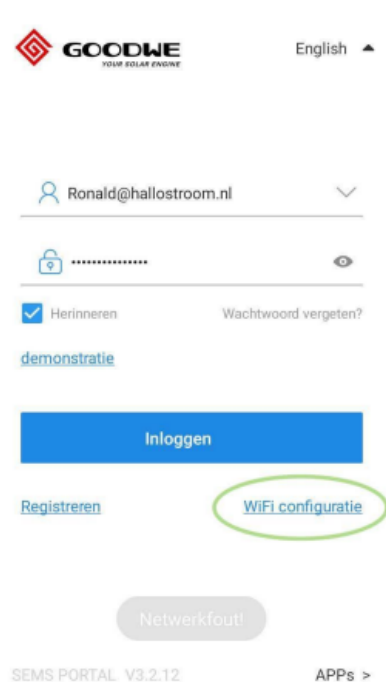 GOODWE
YOUR SOLAR ENGINE
English
Ronald@hallostroom.nl
Herinneren
Wachtwoord vergeten?
demonstratie
Inloggen
Registreren
WiFi configuratie
Netwerkfout!
SEMS PORTAL V3.2.12
APPs >